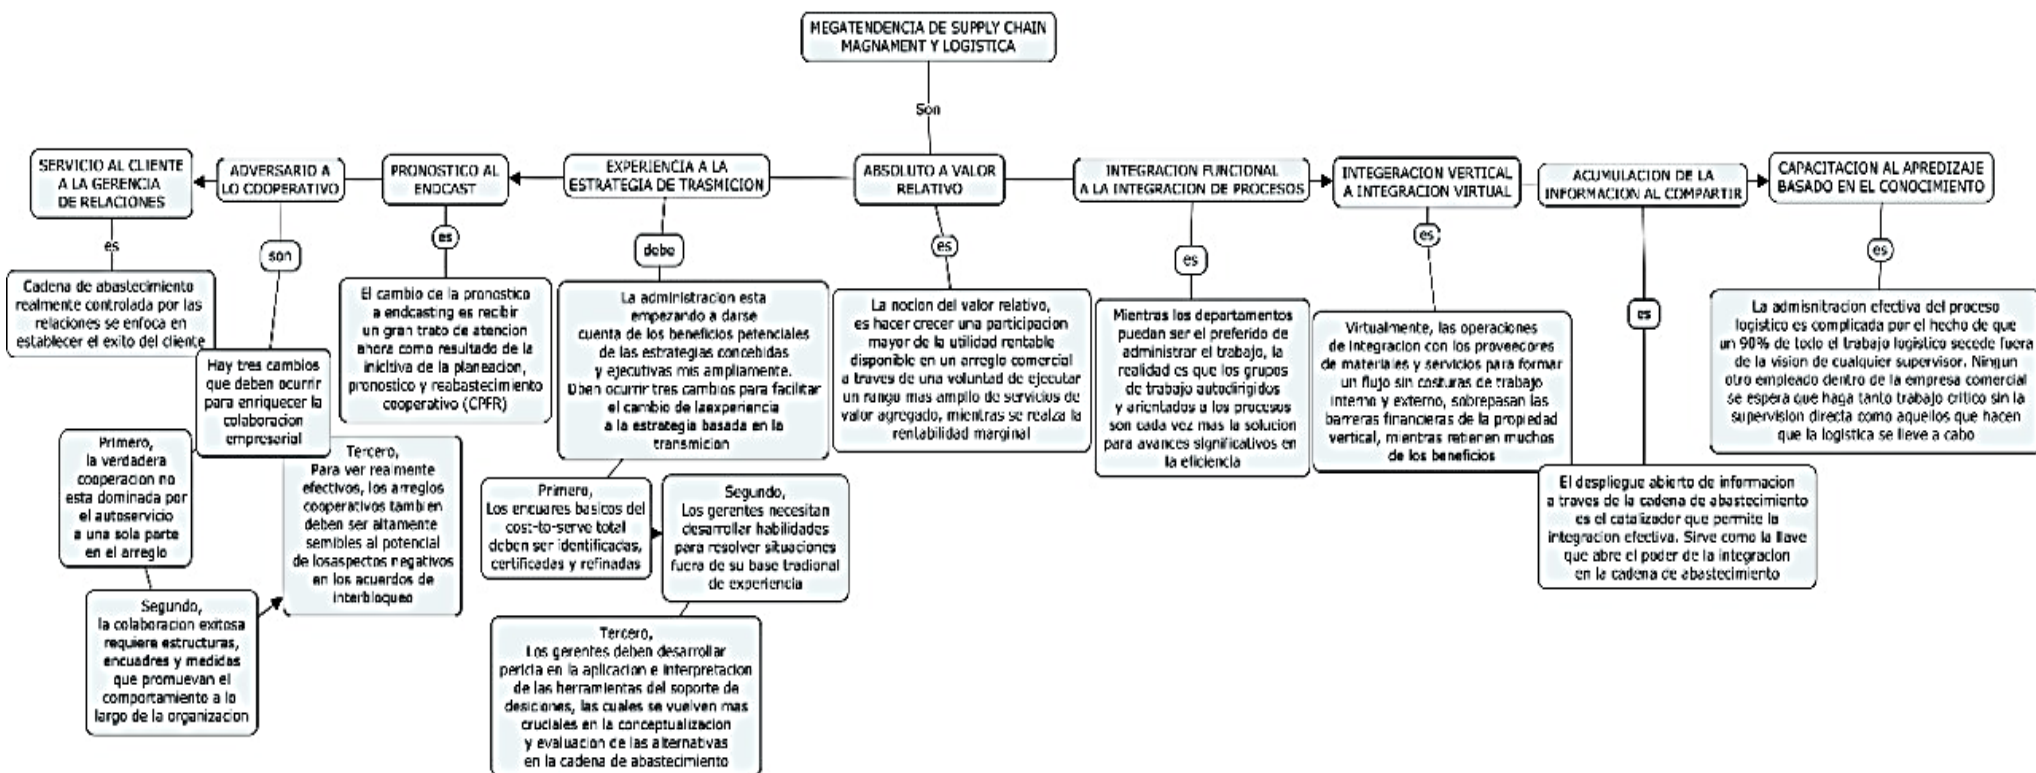 MEGATENDENCIA DE SUPPLY CHAIN
MAGNAMENT Y LOGISTICA
Son
SERVICIO AL CLIENTE
A LA GERENCIA
DE RELACIONES
ADVERSARIO A
LO COOPERATIVO
PRONOSTICO AL
ENDCAST
EXPERIENCIA A LA
ESTRATEGIA DE TRASMICION
ABSOLUTO A VALOR
RELATIVO
INTEGRACION FUNCIONAL
A LA INTEGRACION DE PROCESOS
INTEGERACION VERTICAL
A INTEGRACION VIRTUAL
ACUMULACION DE LA
INFORMACION AL COMPARTIR
CAPACITACION AL APREDIZAJE
BASADO EN EL CONOCIMIENTO
es
son
es
debe
es
es
es
es
es
Cadena de abastecimiento
realmente controlada por las
relaciones se enfoca en
establecer el exito del cliente
Hay tres cambios
que deben ocurrir
para enriquecer la
colaboracion
empresarial
Primero,
la verdadera
cooperacion no
esta dominada por
el autoservicio
a una sola parte
en el arreglo
Segundo,
la colaboracion exitosa
requiere estructuras,
encuadres y medidas
que promuevan el
comportamiento a lo
largo de la organizacion
Tercero,
Para ver realmente
efectivos, los arreglos
cooperativos tambien
deben ser altamente
semibles al potencial
de losaspectos negativos
en los acuerdos de
interbloqueo
El cambio de la pronostico
a endcasting es recibir
un gran trato de atencion
ahora como resultado de la
inicitiva de la planeacion,
pronostico y reabastecimiento
cooperativo (CPFR)
La administracion esta
empezando a darse
cuenta de los beneficios petenciales
de las estrategias concebidas
y ejecutivas mis ampliamente.
Dben ocurrir tres cambios para facilitar
el cambio de laexperiencia
a la estrategia basada en la
transmicion
Primero,
Los encuares basicos del
cost-to-serve total
deben ser identificadas,
certificadas y refinadas
Segundo,
Los gerentes necesitan
desarrollar habilidades
para resolver situaciones
fuera de su base tradional
de experiencia
Tercero,
Los gerentes deben desarrollar
pericia en la aplicacion e interpretacion
de las herramientas del soporte de
desiciones, las cuales se vuelven mas
cruciales en la conceptualizacion
y evaluacion de las alternativas
en la cadena de abastecimiento
La nocion del valor relativo,
es hacer crecer una participacion
mayor de la utilidad rentable
disponible en un arreglo comercial
a traves de una voluntad de ejecutar
un rango mas amplo de servicios de
valor agregado, mientras se realza la
rentabilidad marginal
Mientras los departamentos
puedan ser el preferido de
administrar el trabajo, la
realidad es que los grupos
de trabajo autodirigidos
y arientados a los procesos
son cada vez mas la solucion
para avances significativos en
la eficiencia
Virtualmente, las operaciones
de integracion con los proveedores
de materiales y servicios para formar
un flujo sin costuras de trabajo
interno y externo, sobrepasan las
barreras financieras de la propiedad
vertical, mientras retienen muchos
de los beneficios
El despliegue abierto de informacion
a traves de la cadena de abastecimiento
es el catalizador que permite la
integracion efectiva. Sirve como la llave
que abre el poder de la integracion
en la cadena de abastecimiento
La admisnitracion efectiva del proceso
logistico es complicada por el hecho de que
un 90% de todo el trabajo logistico secede fuera
de la vision de cualquier supervisor. Ningun
otro empleado dentro de la empresa comercial
se espera que haga tanto trabajo critico sin la
supervision directa como aquellos que hacen
que la logistica se lleve a cabo